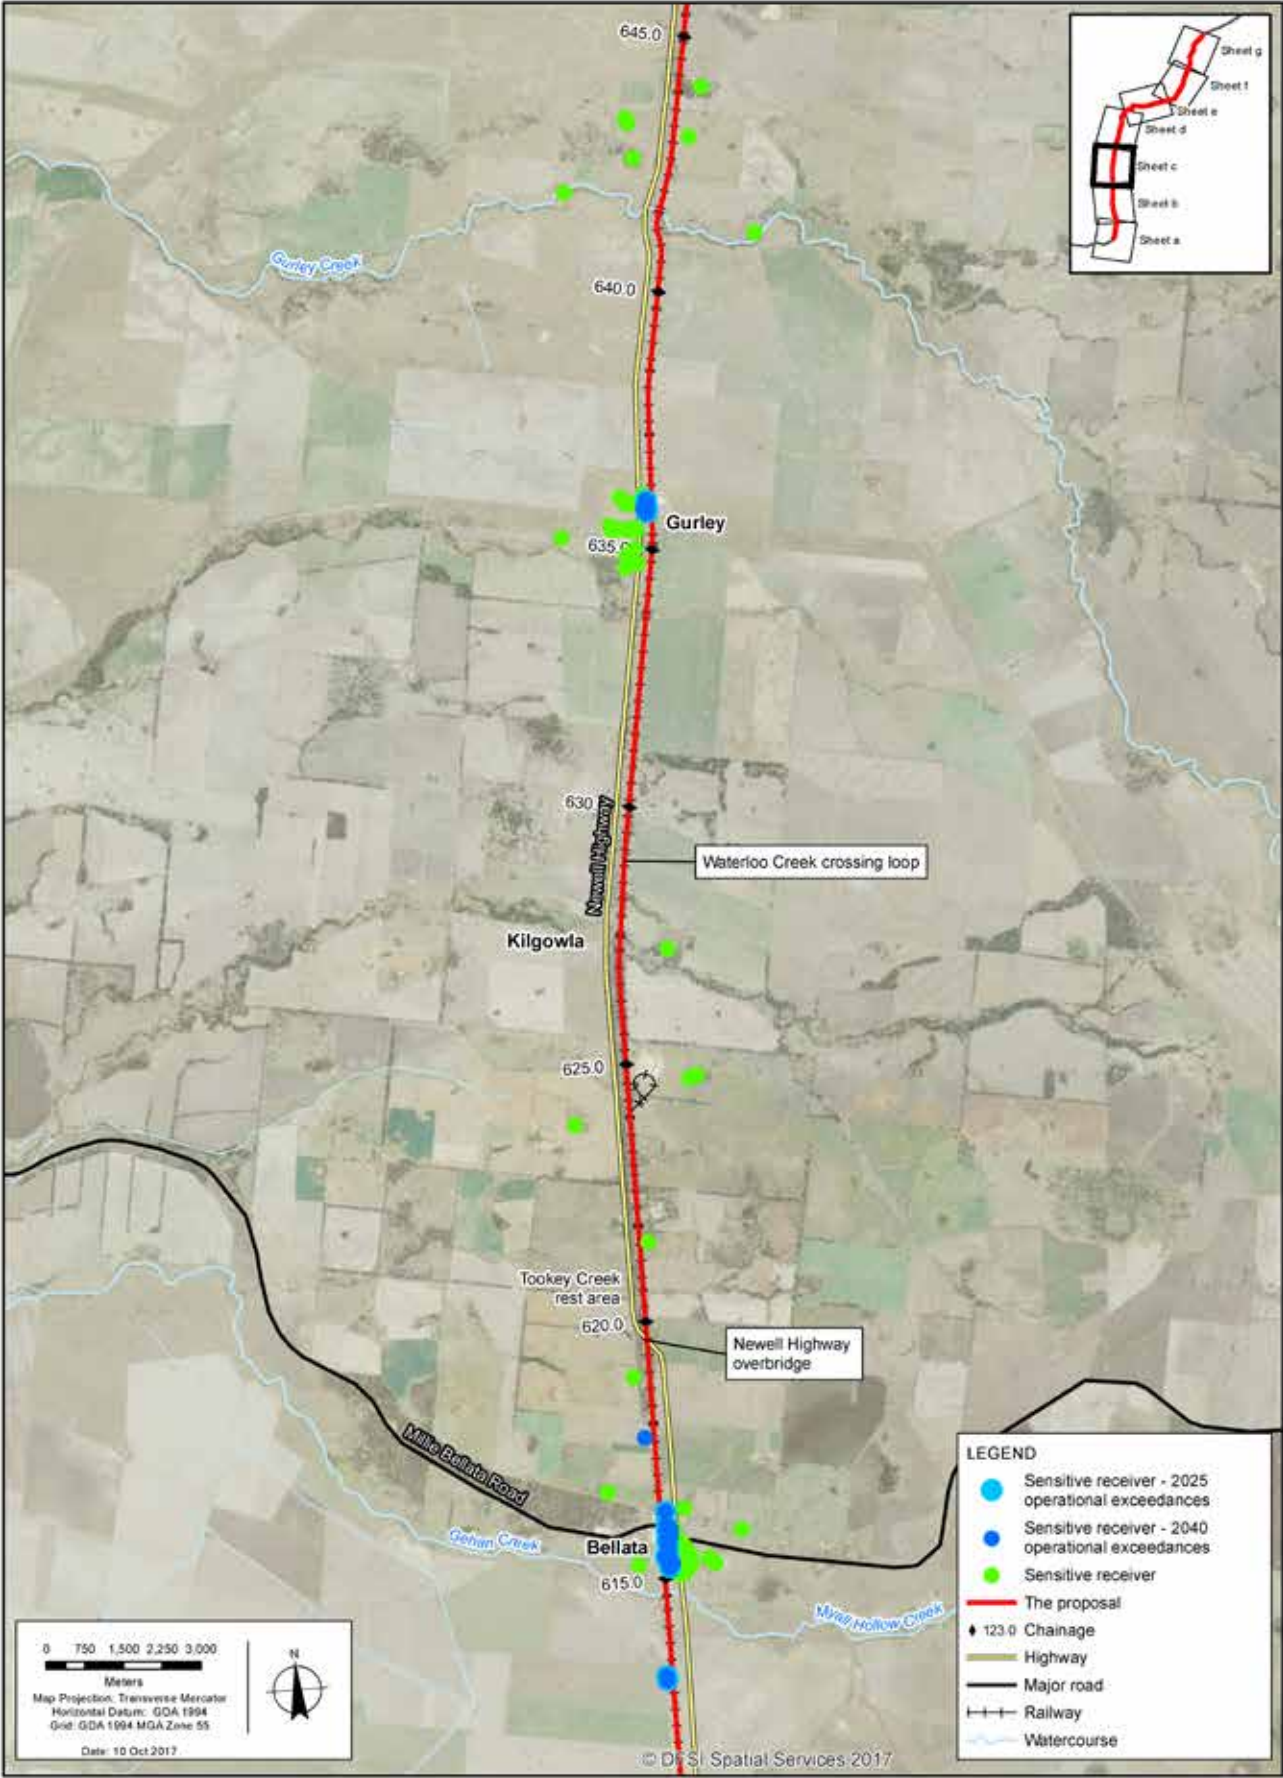 645.0
Sheet g
Sheet f
Sheet e
Sheet d
Sheet c
Sheet b
Sheet a
Gurley Creek
640.0
Gurley
635.0
630
Newell Highway
Waterloo Creek crossing loop
Kilgowla
625.0
Tookey Creek
rest area
620.0
Newell Highway
overbridge
Millie Bellata Road
Gehan Creek
Bellata
615.0
Myall Hollow Creek
LEGEND
Sensitive receiver - 2025
operational exceedances
Sensitive receiver - 2040
operational exceedances
Sensitive receiver
The proposal
123.0 Chainage
Highway
Major road
Railway
Watercourse
0 750 1,500 2,250 3,000
Meters
Map Projection: Transverse Mercator
Horizontal Datum: GDA 1994
Grid: GDA 1994 MGA Zone 55
Date: 10 Oct 2017
N
© DFSI Spatial Services 2017